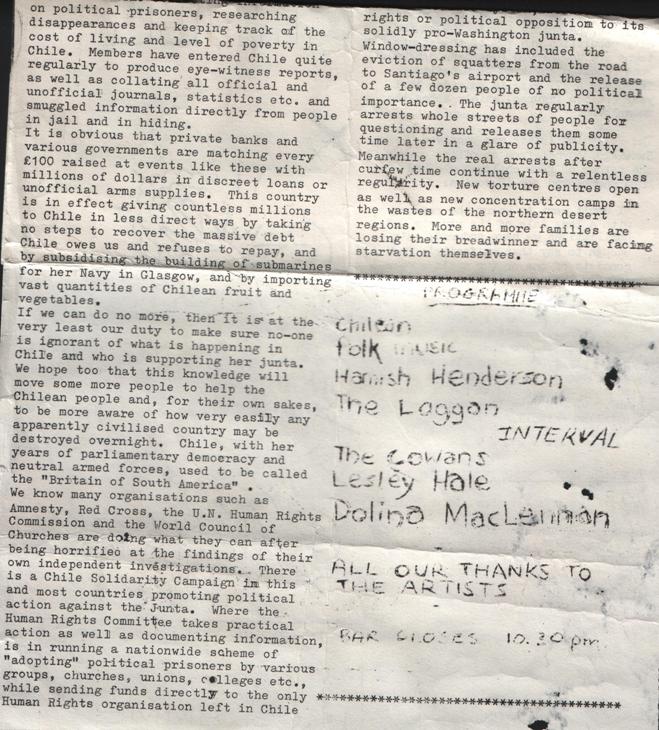 on political prisoners, researching
disappearances and keeping track of the
cost of living and level of poverty in
Chile.  Members have entered Chile quite
regularly to produce eye-witness reports,
as well as collating all official and
unofficial journals, statistics etc. and
smuggled information directly from people
in jail and in hiding.
It is obvious that private banks and
various governments are matching every
£100 raised at events like these with
millions of dollars in discreet loans or
unofficial arms supplies.  This country
is in effect giving countless millions
to Chile in less direct ways by taking
no steps to recover the massive debt
Chile owes us and refuses to repay, and
by subsidising the building of submarines
for her Navy in Glasgow, and by importing
vast quantities of Chilean fruit and
vegetables.
If we can do no more, then it is at the
very least our duty to make sure no-one
is ignorant of what is happening in
Chile and who is supporting her junta.
We hope too that this knowledge will
move some more people to help the
Chilean people and, for their own sakes,
to be more aware of how very easily any
apparently civilised country may be
destroyed overnight.  Chile, with her
years of parliamentary democracy and
neutral armed forces, used to be called
the "Britain of South America" .
We know many organisations such as
Amnesty, Red Cross, the U.N. Human Rights
Commission and the World Council of
Churches are doing what they can after
being horrified at the findings of their
own independent investigations.  There
is a Chile Solidarity Campaign in this
and most countries promoting political
action against the Junta.  Where the
Human Rights Committee takes practical
action as well as documenting information,
is in running a nationwide scheme of
"adopting" political prisoners by various
groups, churches, unions, colleges etc.,
while sending funds directly to the only
Human Rights organisation left in Chile
rights or political opposition to its
solidly pro-Washington junta.
Window-dressing has included the
eviction of squatters from the road
to Santiago's airport and the release
of a few dozen people of no political
importance..  The junta regularly
arrests whole streets of people for
questioning and releases them some
time later in a glare of publicity.
Meanwhile the real arrests after
curfew time continue with a relentless
regularity.  New torture centres open
as well as new concentration camps in
the wastes of the northern desert
regions.  More and more families are
losing their breadwinner and are facing
starvation themselves.
****************************************
PROGRAMME
Chilean
folk music
Hamish Henderson
The Laggan
INTERVAL
The Cowans
Lesley Hale
Dolina MacLennan
ALL OUR THANKS TO
THE ARTISTS
BAR CLOSES 10.30 pm.
****************************************